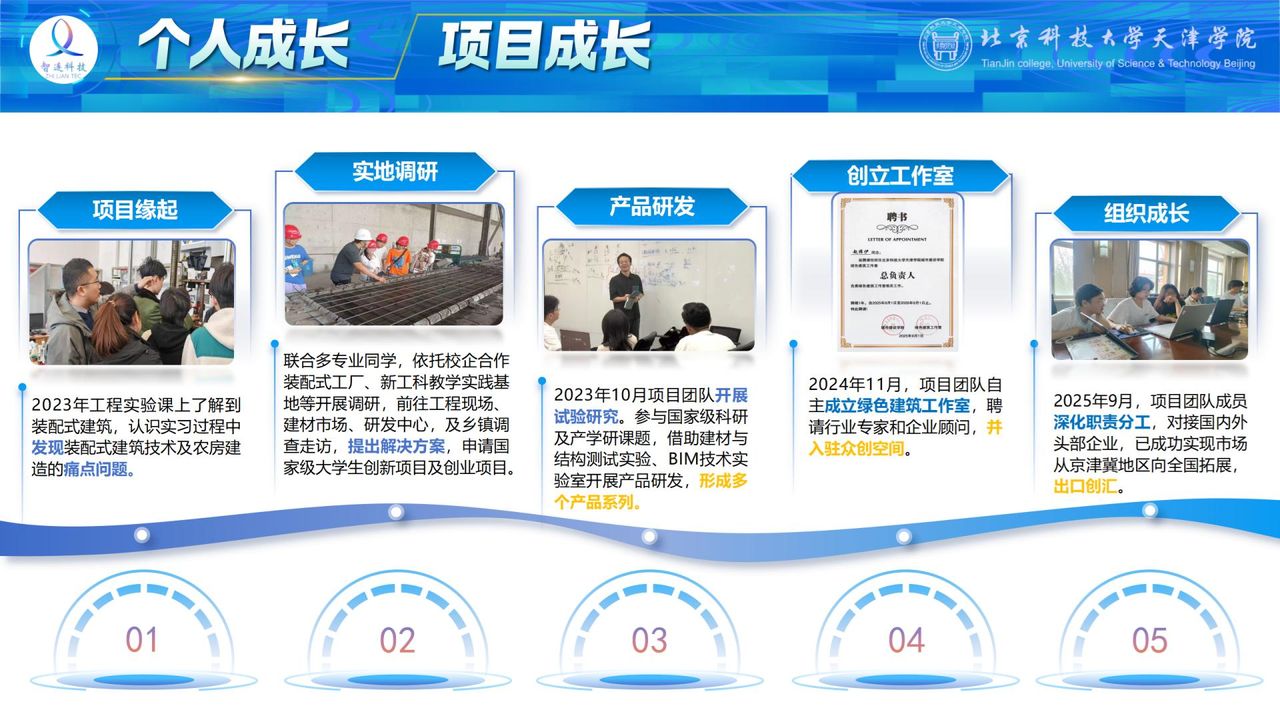 智连科技
ZHI LIAN TEC
个人成长
项目成长
北京科技大学天津学院
TianJin college, University of Science & Technology Beijing
项目缘起
2023年工程实验课上了解到
装配式建筑，认识实习过程中
发现装配式建筑技术及农房建
造的痛点问题。
实地调研
联合多专业同学，依托校企合作
装配式工厂、新工科教学实践基
地等开展调研，前往工程现场、
建材市场、研发中心，及乡镇调
查走访，提出解决方案，申请国
家级大学生创新项目及创业项目。
产品研发
2023年10月项目团队开展
试验研究。参与国家级科研
及产学研课题，借助建材与
结构测试实验、BIM技术实
验室开展产品研发，形成多
个产品系列。
创立工作室
聘书
LETTER OF APPOINTMENT
总负责人
2024年11月，项目团队自
主成立绿色建筑工作室，聘
请行业专家和企业顾问，并
入驻众创空间。
组织成长
2025年9月，项目团队成员
深化职责分工，对接国内外
头部企业，已成功实现市场
从京津冀地区向全国拓展，
出口创汇。
01
02
03
04
05